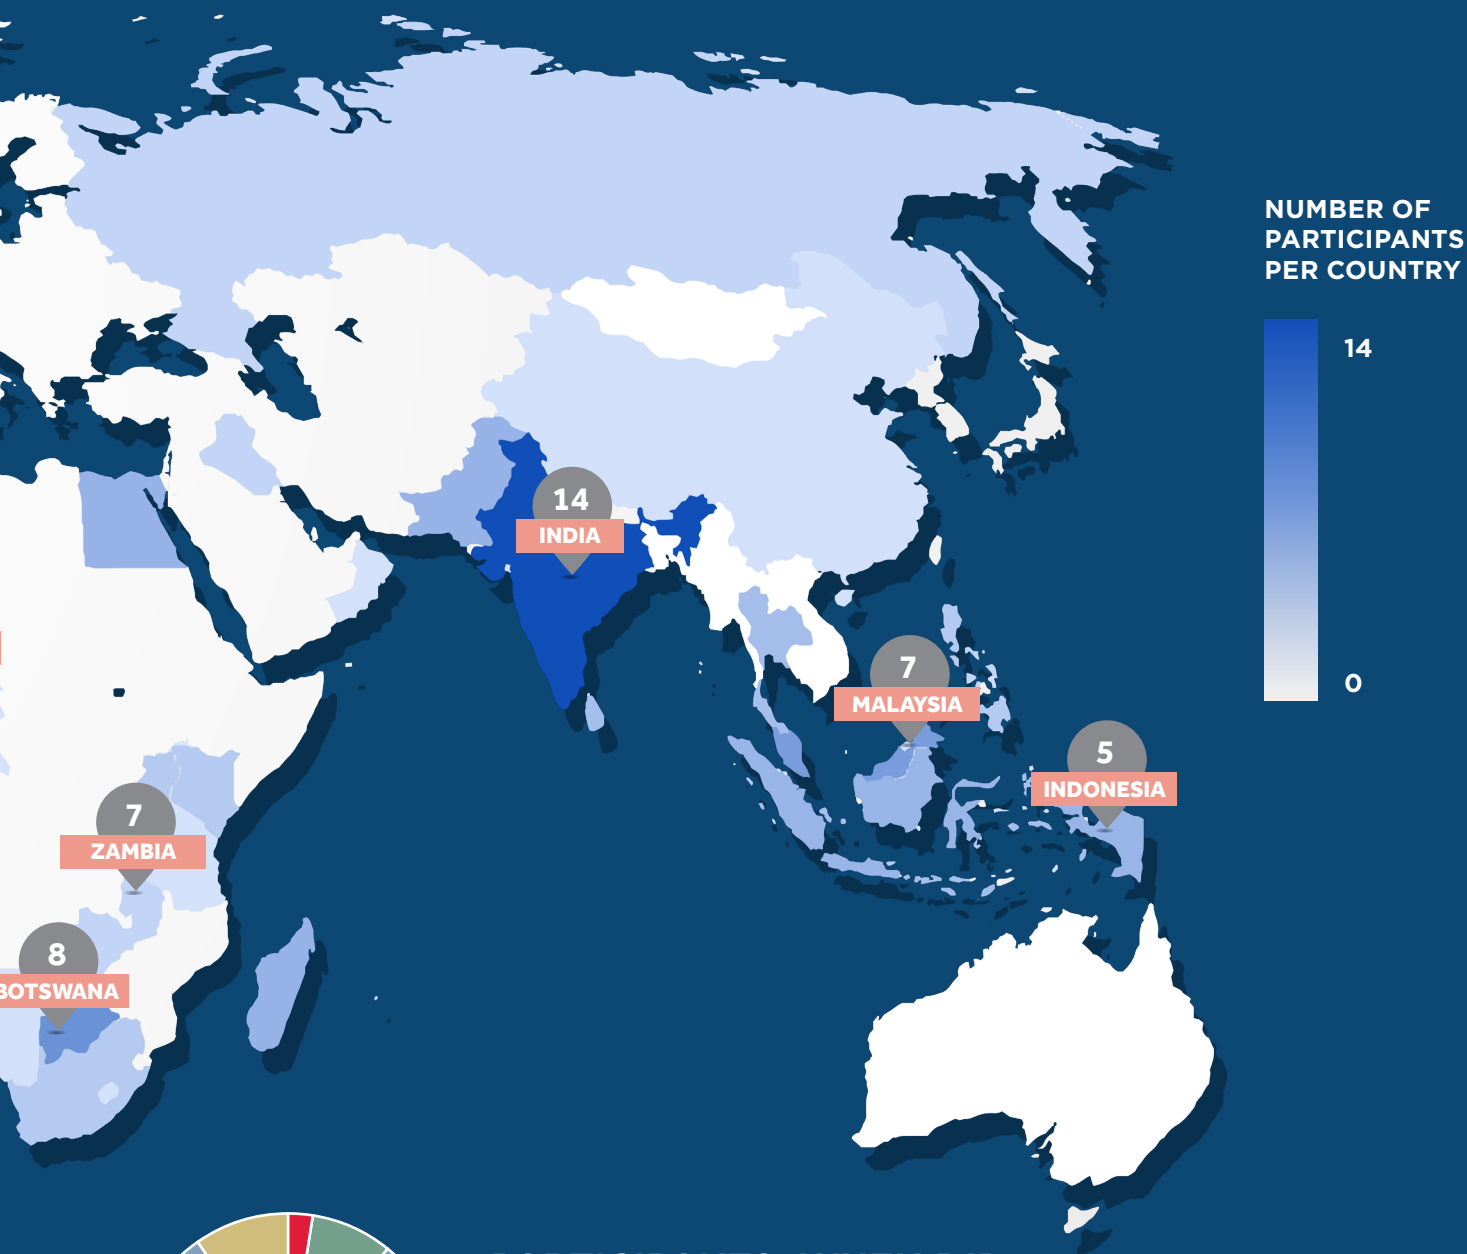 NUMBER OF
PARTICIPANTS
PER COUNTRY
14
0
14
INDIA
7
MALAYSIA
5
INDONESIA
7
ZAMBIA
8
BOTSWANA